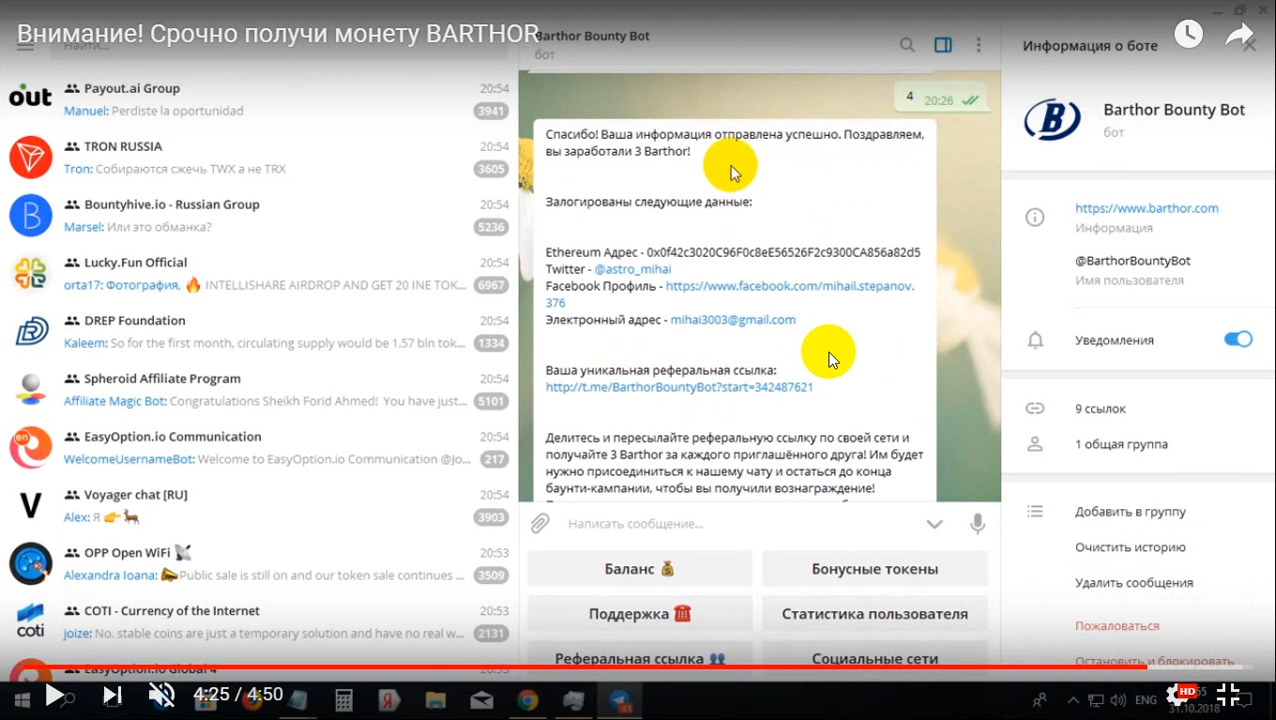 Внимание! Срочно получи монету BARTHOR
Найти...
out
Payout.ai Group
20:54
Manuel: Perdiste la oportunidad
3941
TRON RUSSIA
20:54
Tron: Собираются сжечь TWX а не TRX
3605
B
Bountyhive.io - Russian Group
20:54
Marsel: Или это обманка?
5236
Lucky.Fun Official
20:54
orta17: Фотография, 🔥 INTELLISHARE AIRDROP AND GET 20 INE TOK...
6967
DREP Foundation
20:54
Kaleem: So for the first month, circulating supply would be 1.57 bln tok...
1334
Spheroid Affiliate Program
20:54
Affiliate Magic Bot: Congratulations Sheikh Forid Ahmed! You have just...
5101
en
EasyOption.io Communication
20:54
WelcomeUsernameBot: Welcome to EasyOption.io Communication @Jo...
217
V
Voyager chat [RU]
20:54
Alex: Я 👉🦌
3903
OPP Open WiFi
20:53
Alexandra Ioana: Public sale is still on and our token sale continues ...
3509
coti
COTI - Currency of the Internet
20:53
joize: No. stable coins are just a temporary solution and have no real w...
2131
EasyOption.io Global 4
20:53
Barthor Bounty Bot
бот
4 20:26
Спасибо! Ваша информация отправлена успешно. Поздравляем,
вы заработали 3 Barthor!
Залогированы следующие данные:
Ethereum Адрес - 0x0f42c3020C96F0c8eE56526F2c9300CA856a82d5
Twitter - @astro_mihai
Facebook Профиль - https://www.facebook.com/mihail.stepanov.
376
Электронный адрес - mihai3003@gmail.com
Ваша уникальная реферальная ссылка:
http://t.me/BarthorBountyBot?start=342487621
Делитесь и пересылайте реферальную ссылку по своей сети и
получайте 3 Barthor за каждого приглашённого друга! Им будет
нужно присоединиться к нашему чату и остаться до конца
баунти-кампании, чтобы вы получили вознаграждение!
Написать сообщение...
Баланс 💰
Бонусные токены
Поддержка ☎
Статистика пользователя
Реферальная ссылка 👥
Социальные сети
Информация о боте
B
Barthor Bounty Bot
бот
https://www.barthor.com
Информация
@BarthorBountyBot
Имя пользователя
Уведомления
9 ссылок
1 общая группа
Добавить в группу
Очистить историю
Удалить сообщения
Пожаловаться
Остановить и блокировать
4:25 / 4:50
ENG
HD
31.10.2018